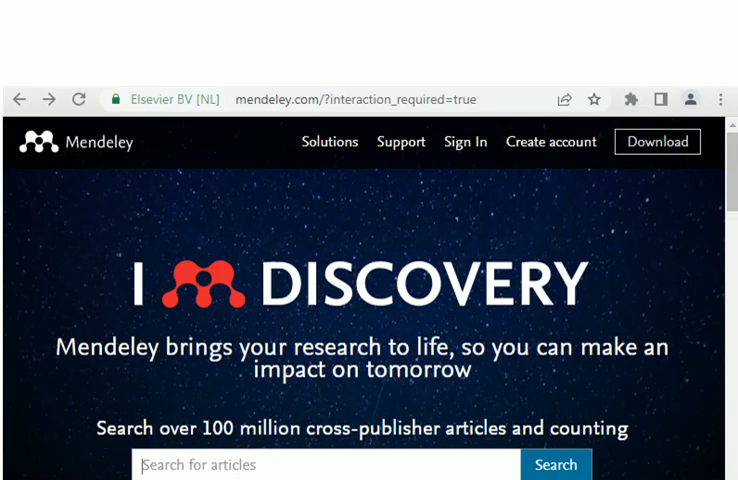 Elsevier BV [NL] mendeley.com/?interaction_required=true
Mendeley Solutions Support Sign In Create account Download
I DISCOVERY
Mendeley brings your research to life, so you can make an
impact on tomorrow
Search over 100 million cross-publisher articles and counting
Search for articles Search